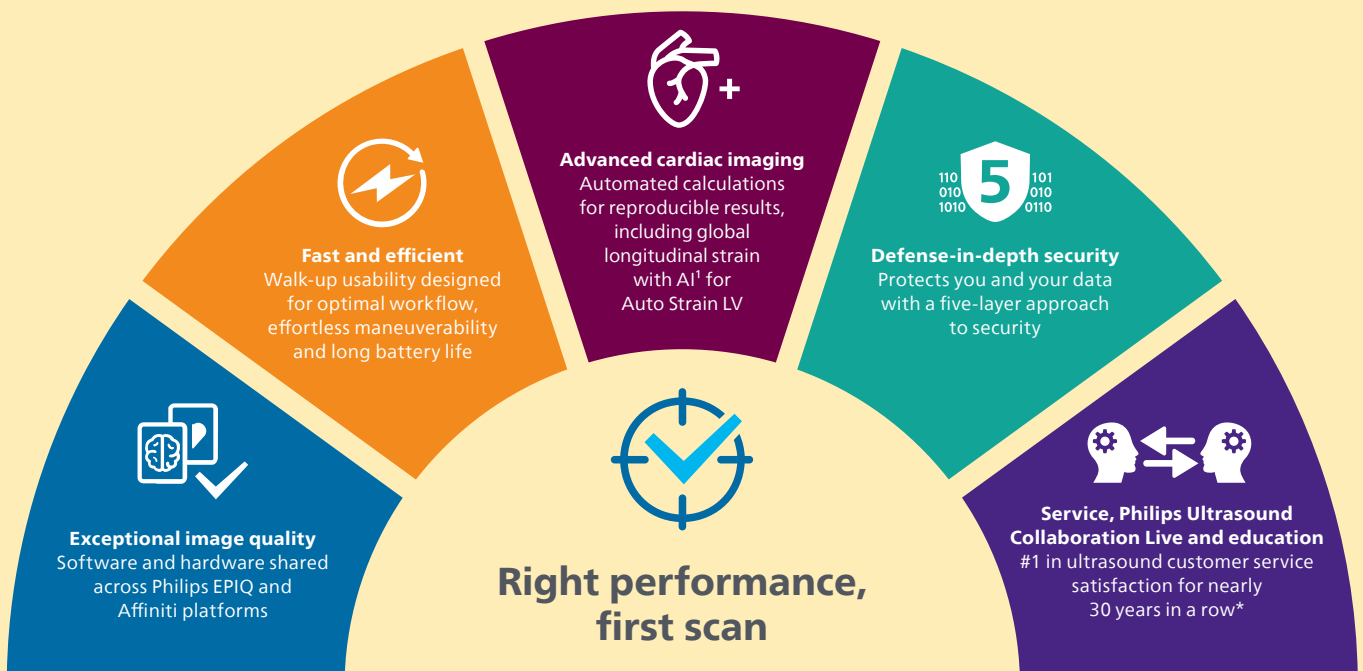 Exceptional image quality
Software and hardware shared
across Philips EPIQ and
Affiniti platforms
Fast and efficient
Walk-up usability designed
for optimal workflow,
effortless maneuverability
and long battery life
Advanced cardiac imaging
Automated calculations
for reproducible results,
including global
longitudinal strain
with AI¹ for
Auto Strain LV
110 5 101
010 010
1010 0110
Defense-in-depth security
Protects you and your data
with a five-layer approach
to security
Service, Philips Ultrasound
Collaboration Live and education
#1 in ultrasound customer service
satisfaction for nearly
30 years in a row*
Right performance,
first scan